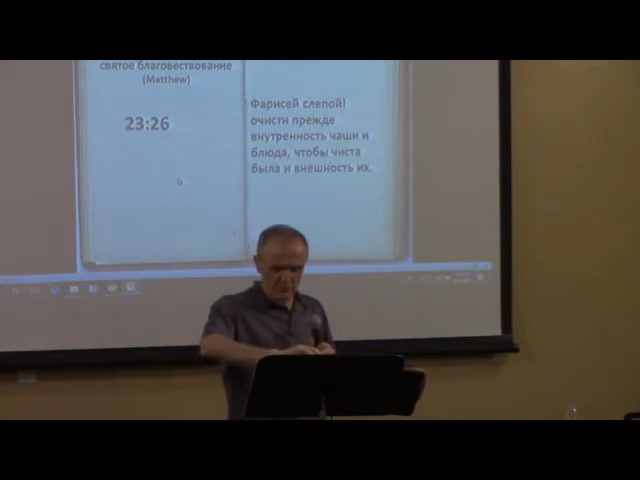 святое благовествование
(Matthew)
23:26
Фарисей слепой!
очисти прежде
внутренность чаши и
блюда, чтобы чиста
была и внешность их.